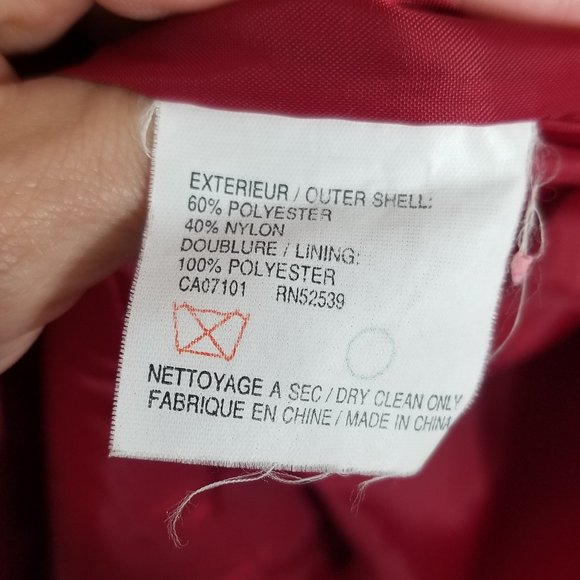 EXTERIEUR / OUTER SHELL:
60% POLYESTER
40% NYLON
DOUBLURE / LINING:
100% POLYESTER
CA07101 RN52539
NETTOYAGE A SEC / DRY CLEAN ONLY
FABRIQUE EN CHINE / MADE IN CHINA